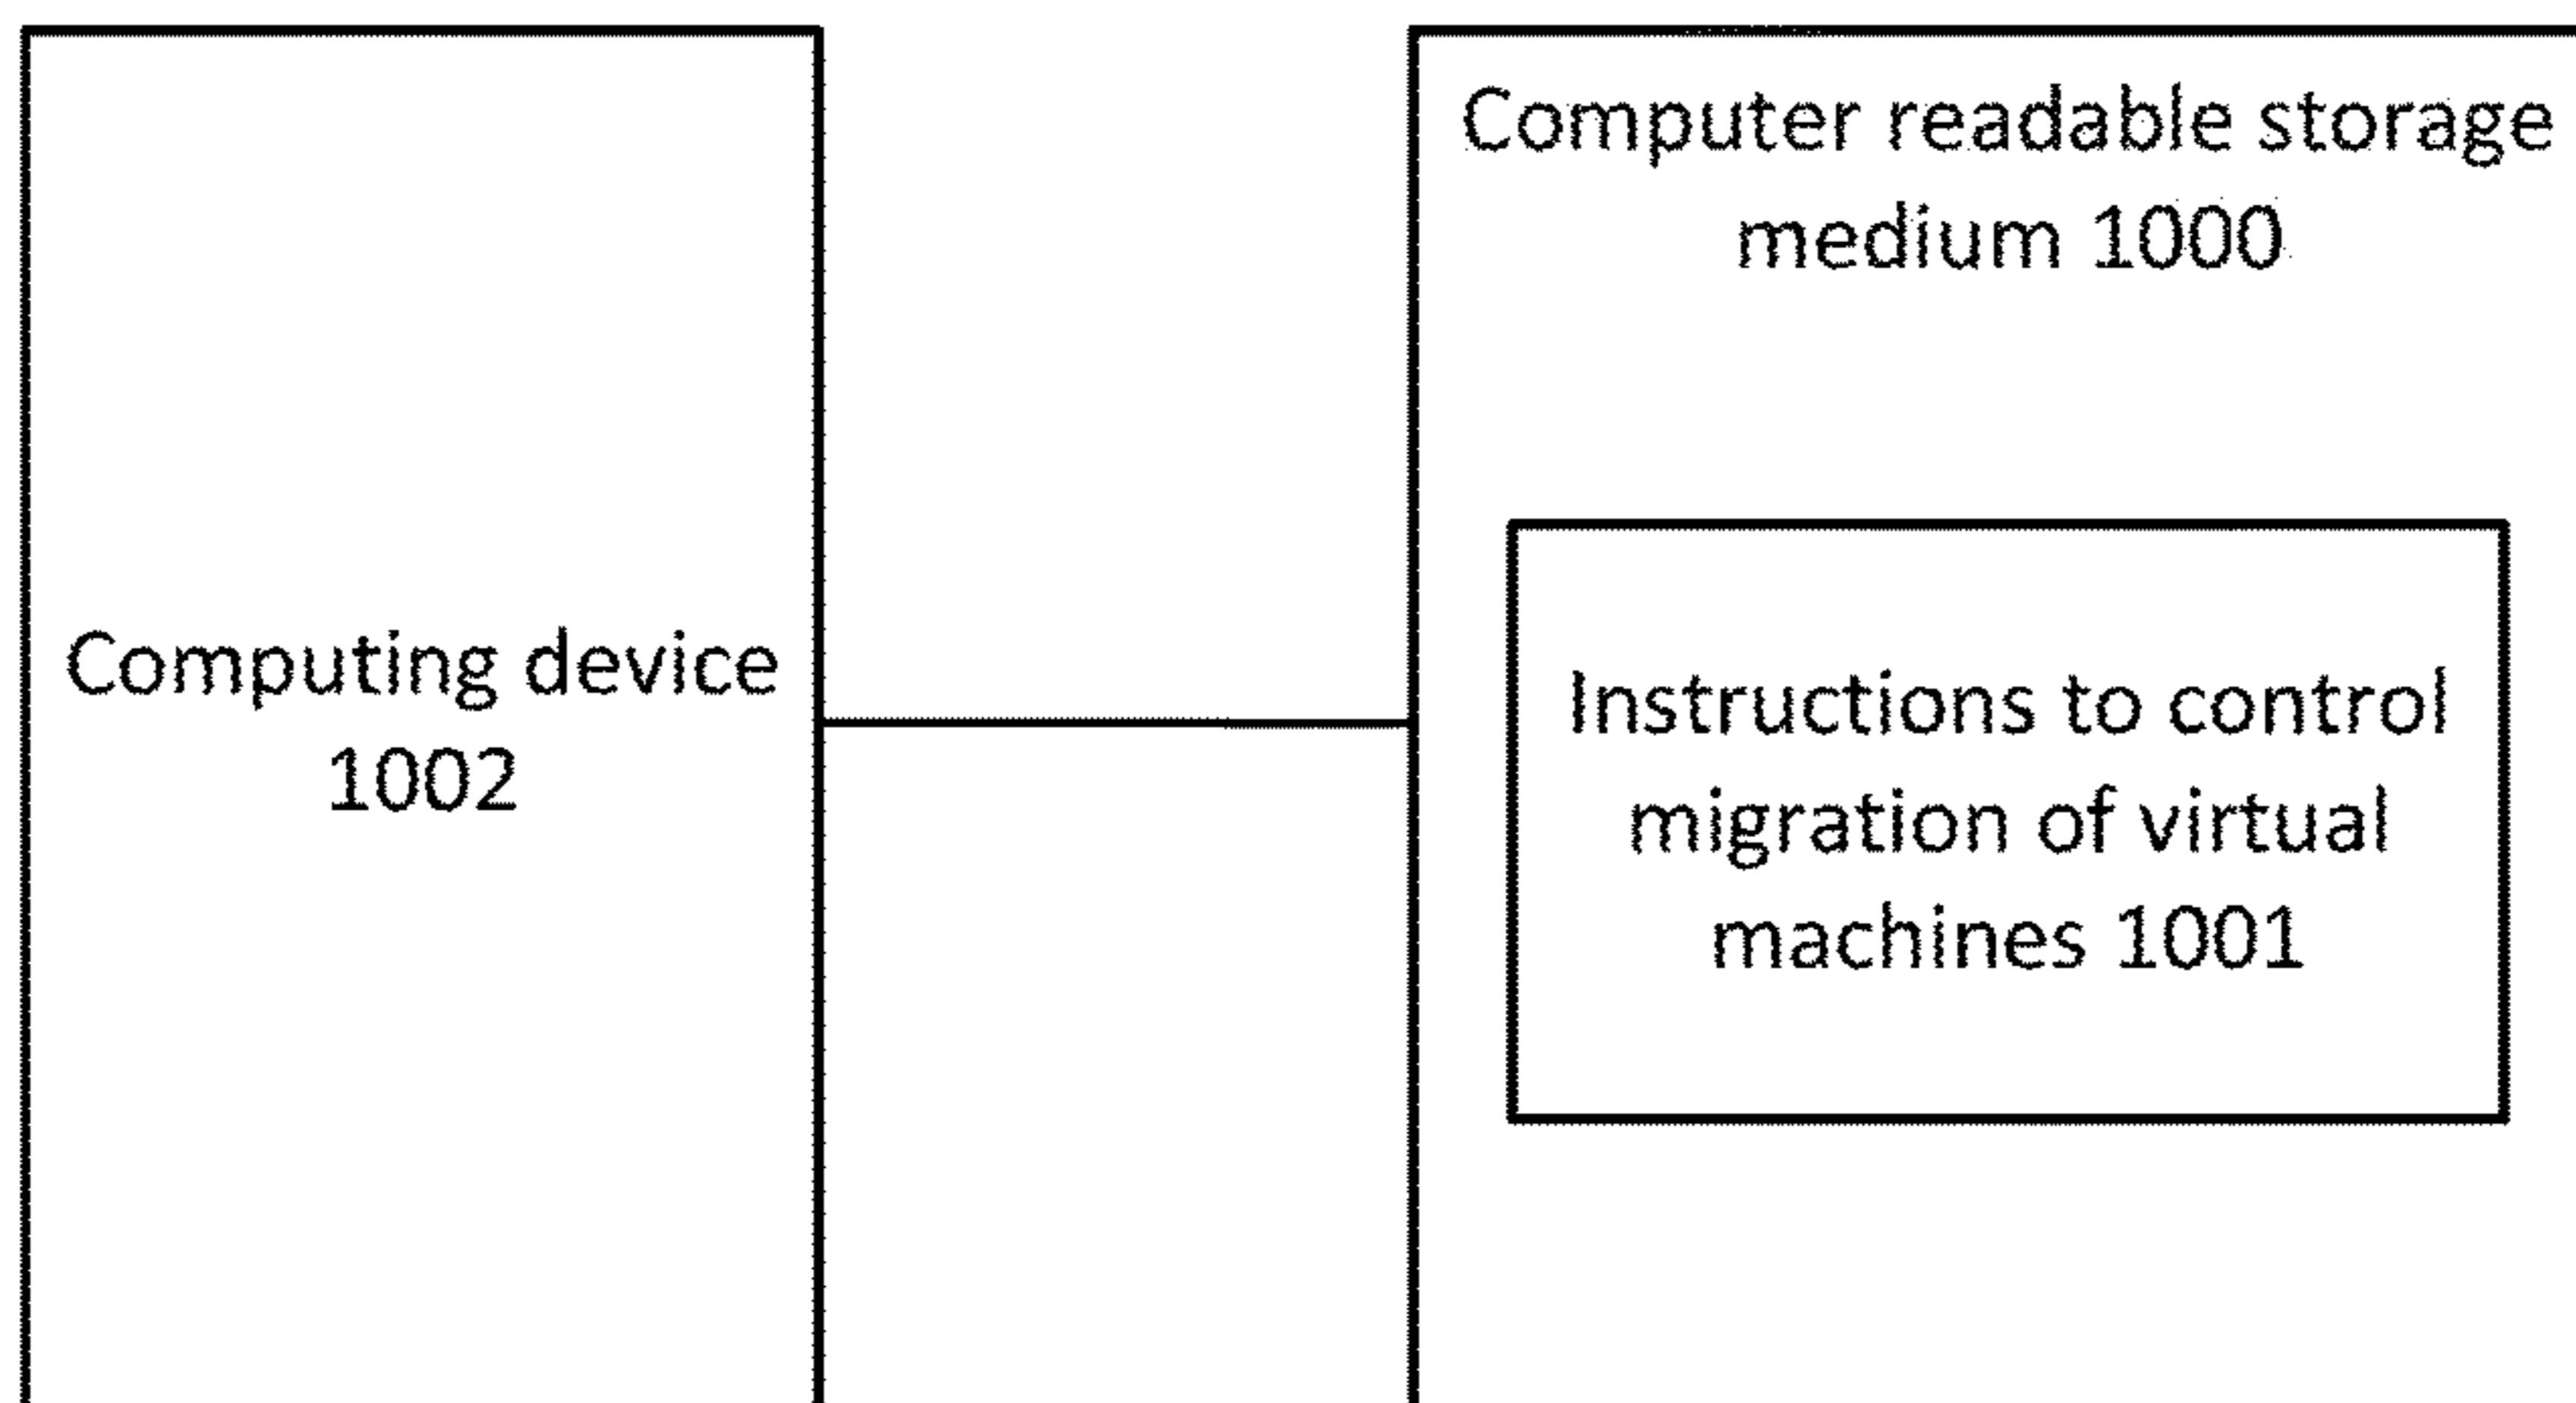 Computing device
1002
Computer readable storage
medium 1000
Instructions to control
migration of virtual
machines 1001